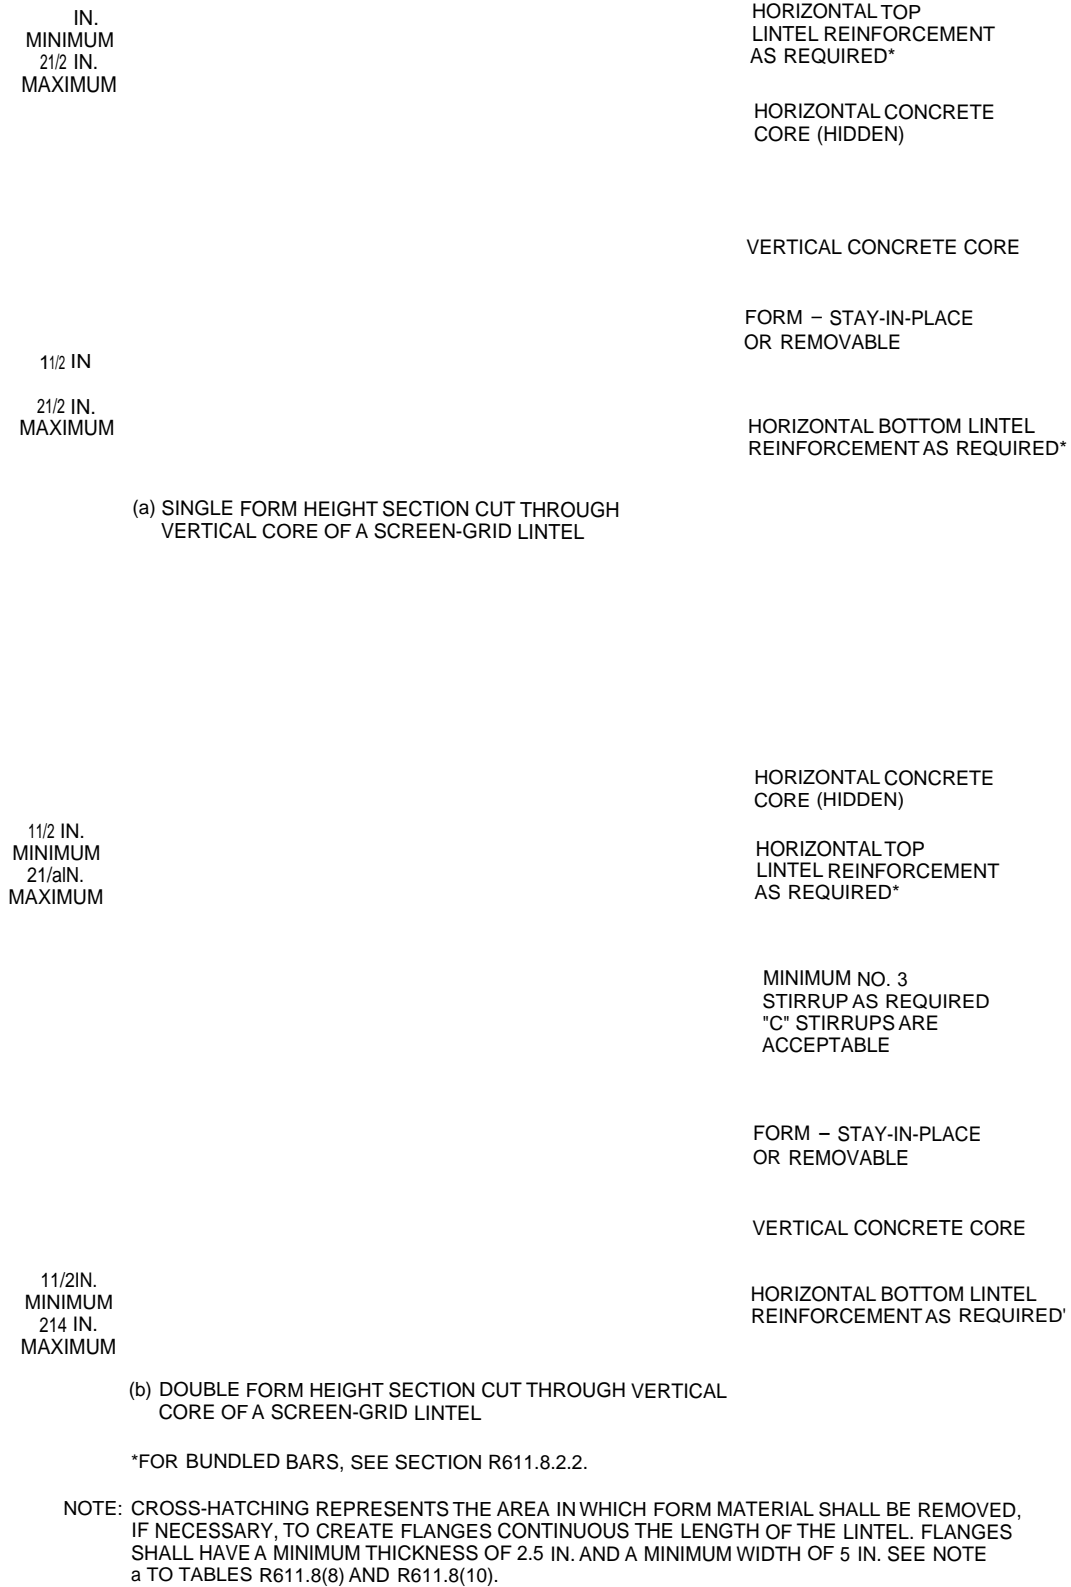 IN.
MINIMUM
21/2 IN.
MAXIMUM
HORIZONTAL TOP
LINTEL REINFORCEMENT
AS REQUIRED*
HORIZONTAL CONCRETE
CORE (HIDDEN)
VERTICAL CONCRETE CORE
FORM – STAY-IN-PLACE
OR REMOVABLE
11/2 IN
21/2 IN.
MAXIMUM
HORIZONTAL BOTTOM LINTEL
REINFORCEMENT AS REQUIRED*
(a) SINGLE FORM HEIGHT SECTION CUT THROUGH
VERTICAL CORE OF A SCREEN-GRID LINTEL
HORIZONTAL CONCRETE
CORE (HIDDEN)
11/2 IN.
MINIMUM
21/aIN.
MAXIMUM
HORIZONTAL TOP
LINTEL REINFORCEMENT
AS REQUIRED*
MINIMUM NO. 3
STIRRUP AS REQUIRED
"C" STIRRUPS ARE
ACCEPTABLE
FORM – STAY-IN-PLACE
OR REMOVABLE
VERTICAL CONCRETE CORE
11/2IN.
MINIMUM
214 IN.
MAXIMUM
HORIZONTAL BOTTOM LINTEL
REINFORCEMENT AS REQUIRED'
(b) DOUBLE FORM HEIGHT SECTION CUT THROUGH VERTICAL
CORE OF A SCREEN-GRID LINTEL
*FOR BUNDLED BARS, SEE SECTION R611.8.2.2.
NOTE: CROSS-HATCHING REPRESENTS THE AREA IN WHICH FORM MATERIAL SHALL BE REMOVED,
IF NECESSARY, TO CREATE FLANGES CONTINUOUS THE LENGTH OF THE LINTEL. FLANGES
SHALL HAVE A MINIMUM THICKNESS OF 2.5 IN. AND A MINIMUM WIDTH OF 5 IN. SEE NOTE
a TO TABLES R611.8(8) AND R611.8(10).